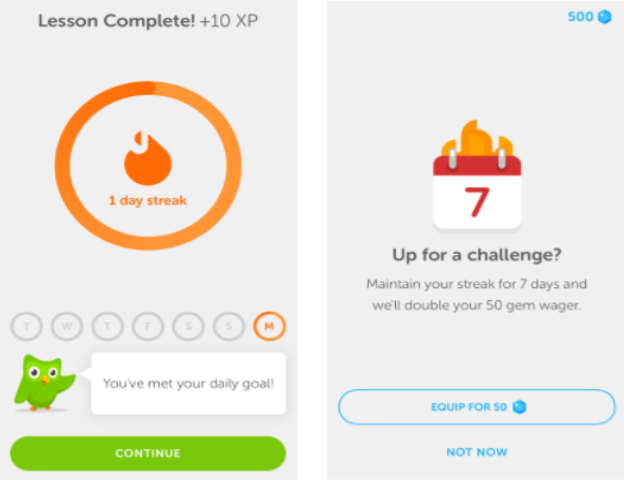 Lesson Complete! +10 XP
1 day streak
T W T F S S M
You've met your daily goal!
CONTINUE
500
7
Up for a challenge?
Maintain your streak for 7 days and
we'll double your 50 gem wager.
EQUIP FOR 50
NOT NOW